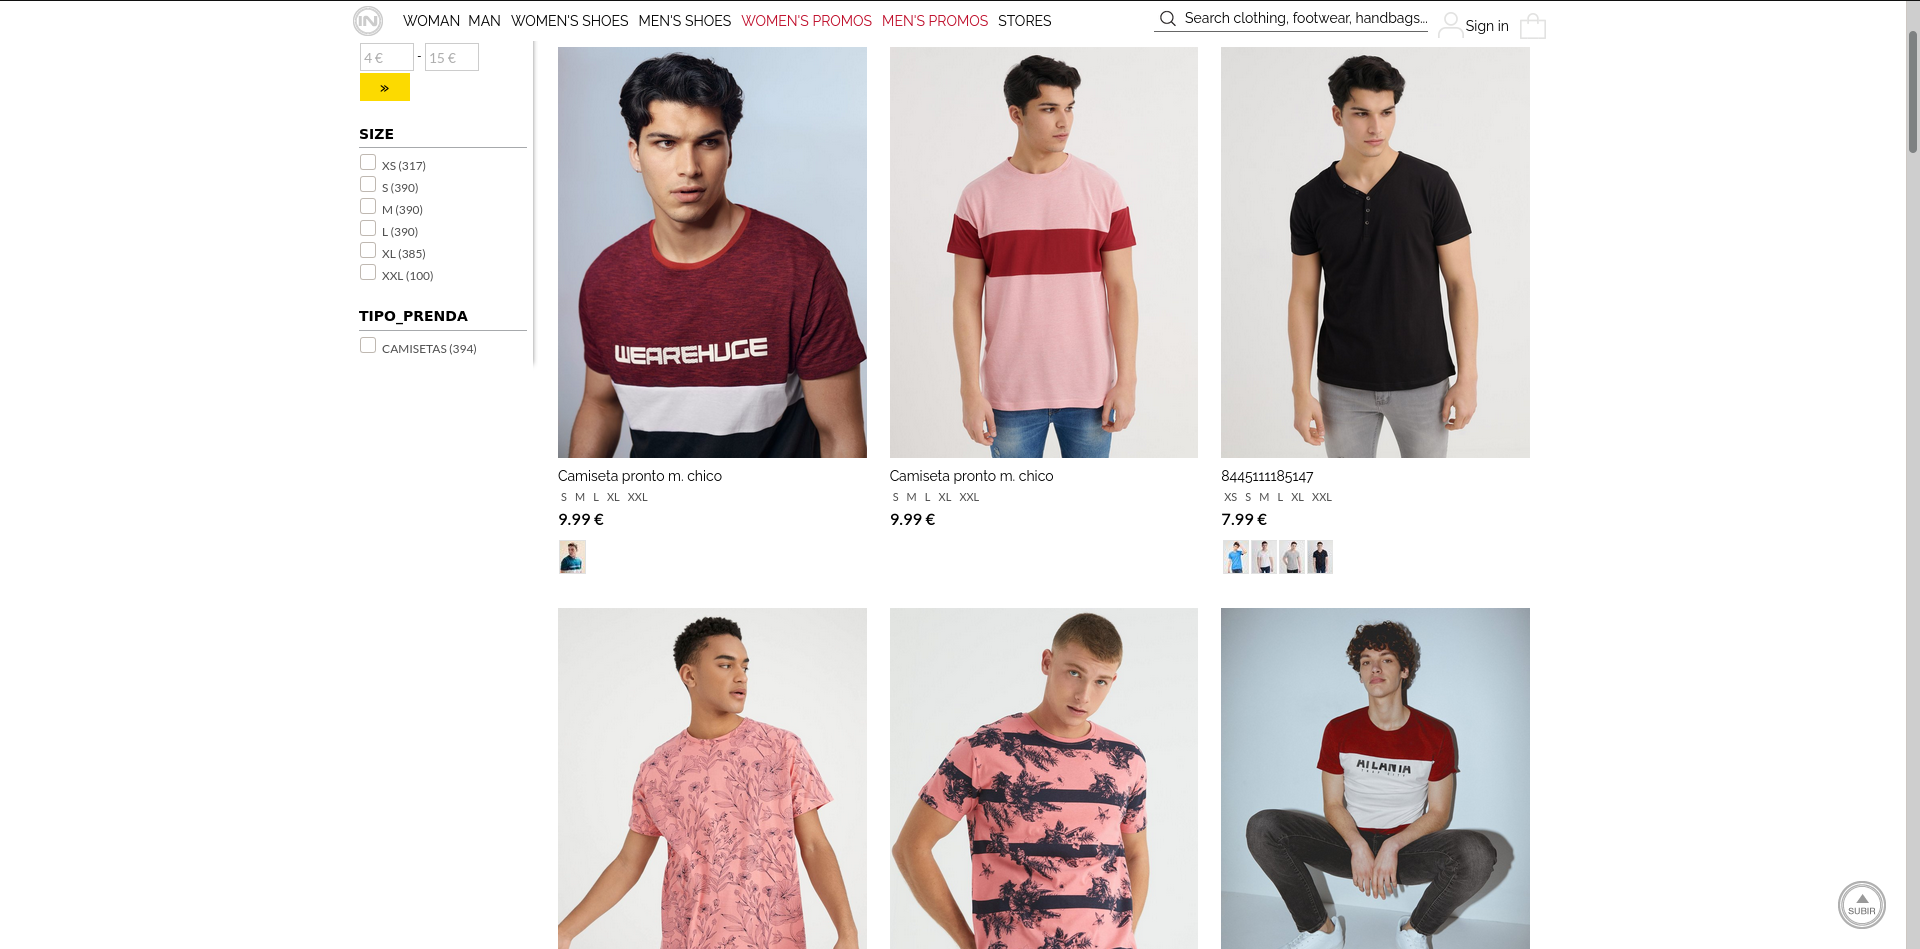 IN WOMAN MAN WOMEN'S SHOES MEN'S SHOES WOMEN'S PROMOS MEN'S PROMOS STORES Search clothing, footwear, handbags... Sign in
4 € - 15 €
»
SIZE
XS (317)
S (390)
M (390)
L (390)
XL (385)
XXL (100)
TIPO_PRENDA
CAMISETAS (394)
WEAREHUGE
Camiseta pronto m. chico
S M L XL XXL
9.99 €
Camiseta pronto m. chico
S M L XL XXL
9.99 €
8445111185147
XS S M L XL XXL
7.99 €
ATLANTA
SUBIR